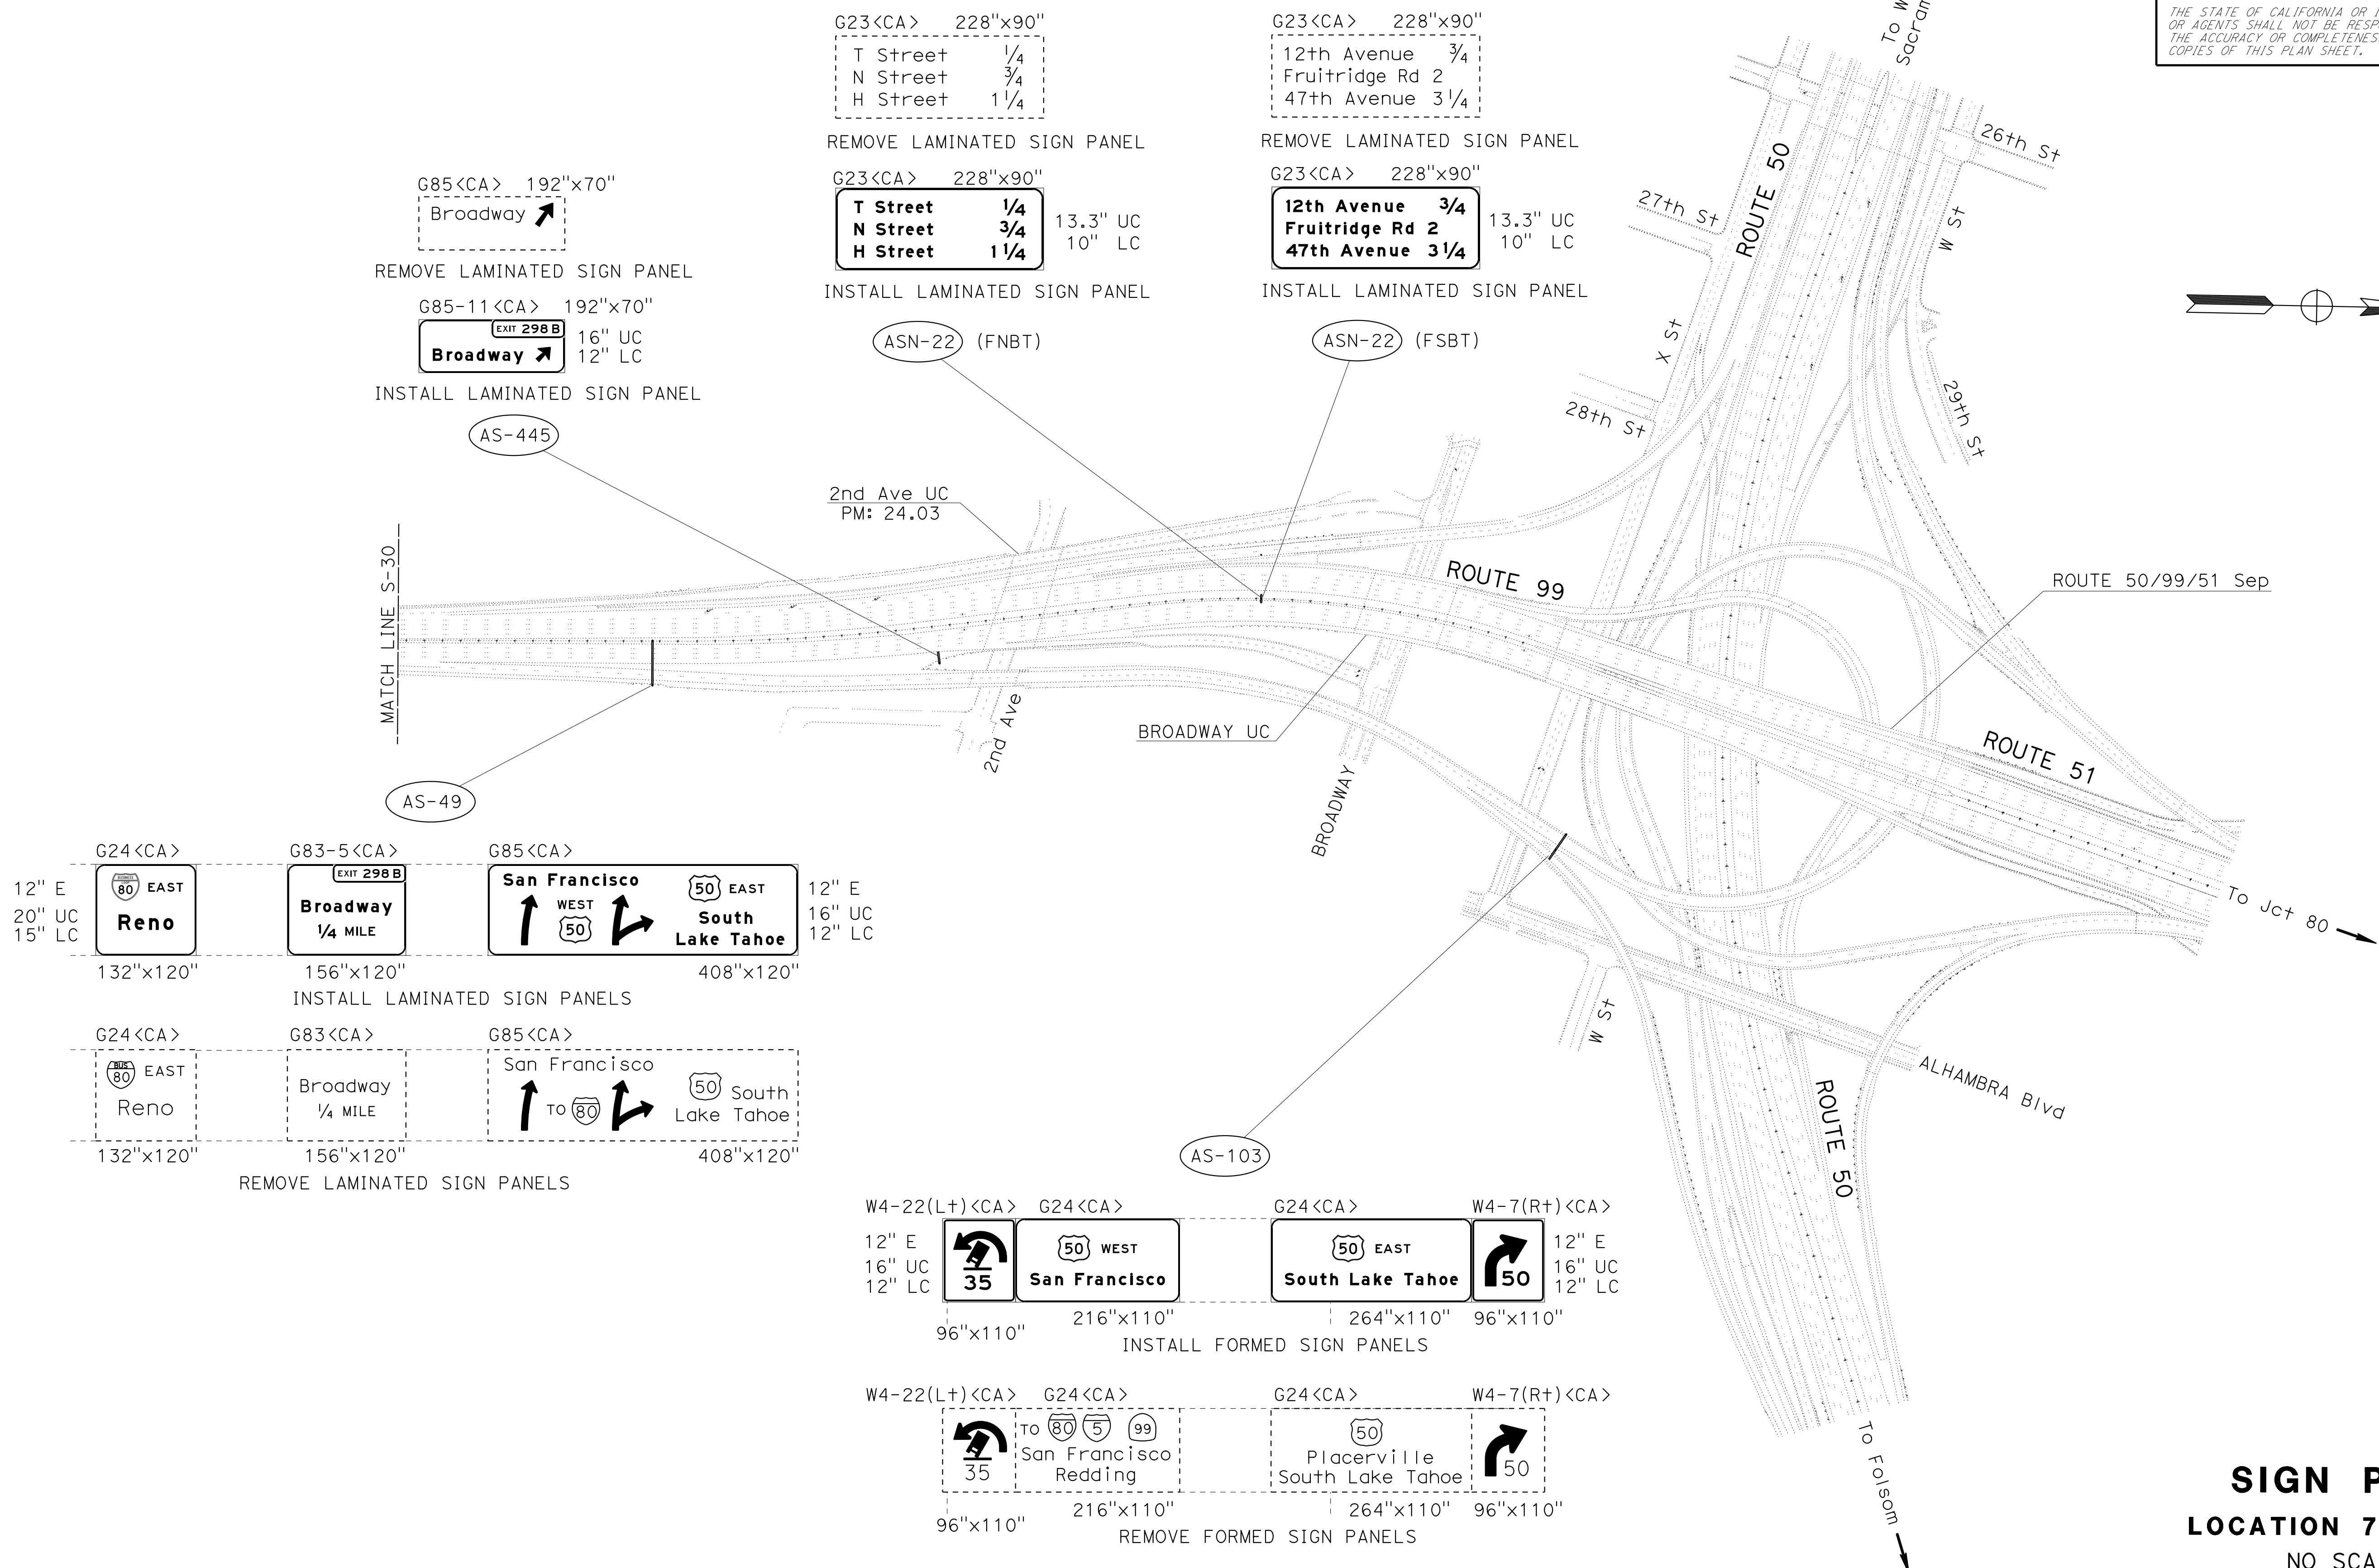 THE STATE OF CALIFORNIA OR
OR AGENTS SHALL NOT BE
THE ACCURACY OR
COPIES OF THIS PLAN SHEET.
G23<CA> 228"x90"
T Street 1/4
N Street 3/4
H Street 1 1/4
REMOVE LAMINATED SIGN PANEL
G23<CA> 228"x90"
T Street 1/4
N Street 3/4
H Street 1 1/4
13.3" UC
10" LC
INSTALL LAMINATED SIGN PANEL
ASN-22 (FNBT)
G23<CA> 228"x90"
12th Avenue 3/4
Fruitridge Rd 2
47th Avenue 3 1/4
REMOVE LAMINATED SIGN PANEL
G23<CA> 228"x90"
12th Avenue 3/4
Fruitridge Rd 2
47th Avenue 3 1/4
13.3" UC
10" LC
INSTALL LAMINATED SIGN PANEL
ASN-22 (FSBT)
G85<CA> 192"x70"
Broadway
REMOVE LAMINATED SIGN PANEL
G85-11<CA> 192"x70"
EXIT 298 B
Broadway
16" UC
12" LC
INSTALL LAMINATED SIGN PANEL
AS-445
To
26th St
27th St
ROUTE 50
W St
X St
28th St
29th St
2nd Ave UC
PM: 24.03
MATCH LINE S-30
ROUTE 99
ROUTE 50/99/51 Sep
2nd Ave
BROADWAY UC
BROADWAY
ROUTE 51
To Jct 80
W St
ALHAMBRA Blvd
ROUTE 50
To Folsom
AS-49
G24<CA> G83-5<CA> G85<CA>
12" E
20" UC
15" LC
80 EAST
Reno
EXIT 298 B
Broadway
1/4 MILE
San Francisco
WEST
50
50 EAST
South
Lake Tahoe
12" E
16" UC
12" LC
132"x120" 156"x120" 408"x120"
INSTALL LAMINATED SIGN PANELS
G24<CA> G83<CA> G85<CA>
BUS
80 EAST
Reno
Broadway
1/4 MILE
San Francisco
TO 80
50 South
Lake Tahoe
132"x120" 156"x120" 408"x120"
REMOVE LAMINATED SIGN PANELS
AS-103
W4-22(Lt)<CA> G24<CA> G24<CA> W4-7(Rt)<CA>
12" E
16" UC
12" LC
35
50 WEST
San Francisco
50 EAST
South Lake Tahoe
50
12" E
16" UC
12" LC
96"x110" 216"x110" 264"x110" 96"x110"
INSTALL FORMED SIGN PANELS
W4-22(Lt)<CA> G24<CA> G24<CA> W4-7(Rt)<CA>
35
TO 80 5 99
San Francisco
Redding
50
Placerville
South Lake Tahoe
50
96"x110" 216"x110" 264"x110" 96"x110"
REMOVE FORMED SIGN PANELS
SIGN
LOCATION 7
NO